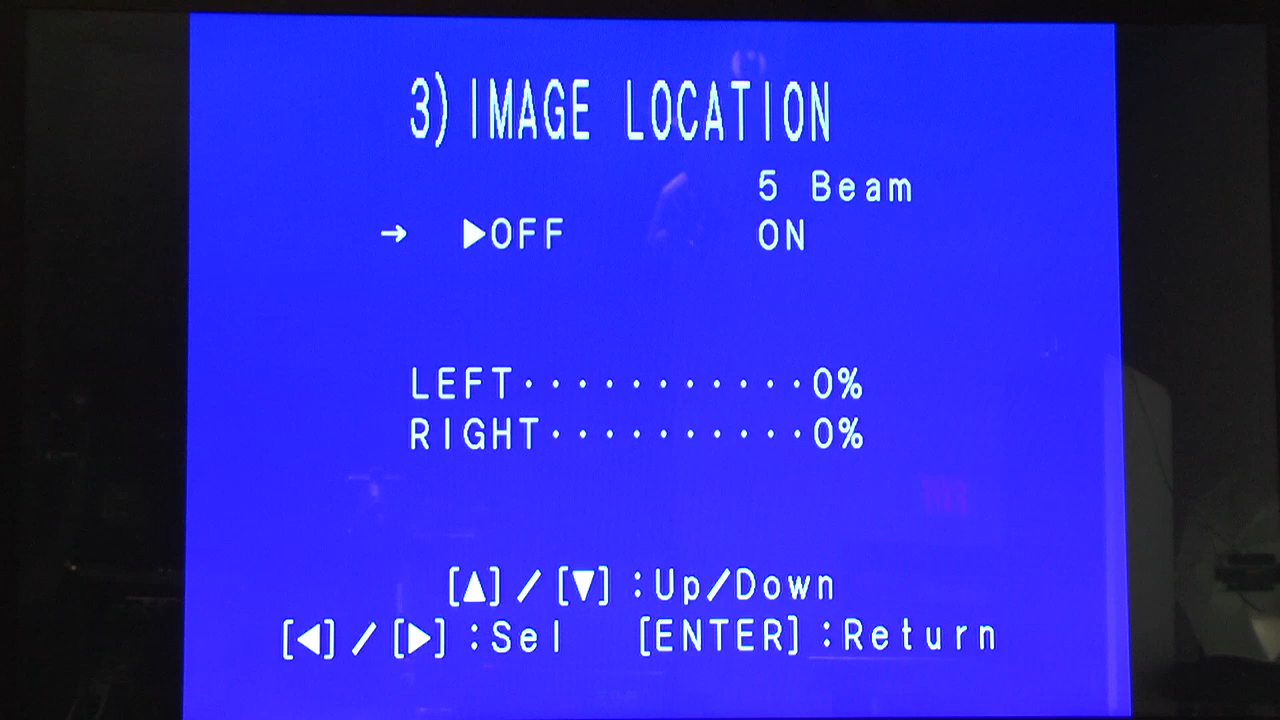 3) IMAGE LOCATION
5 Beam
→ ▶OFF ON
LEFT···········0%
RIGHT··········0%
[▲]/[▼]:Up/Down
[◀]/[▶]:Sel [ENTER]:Return